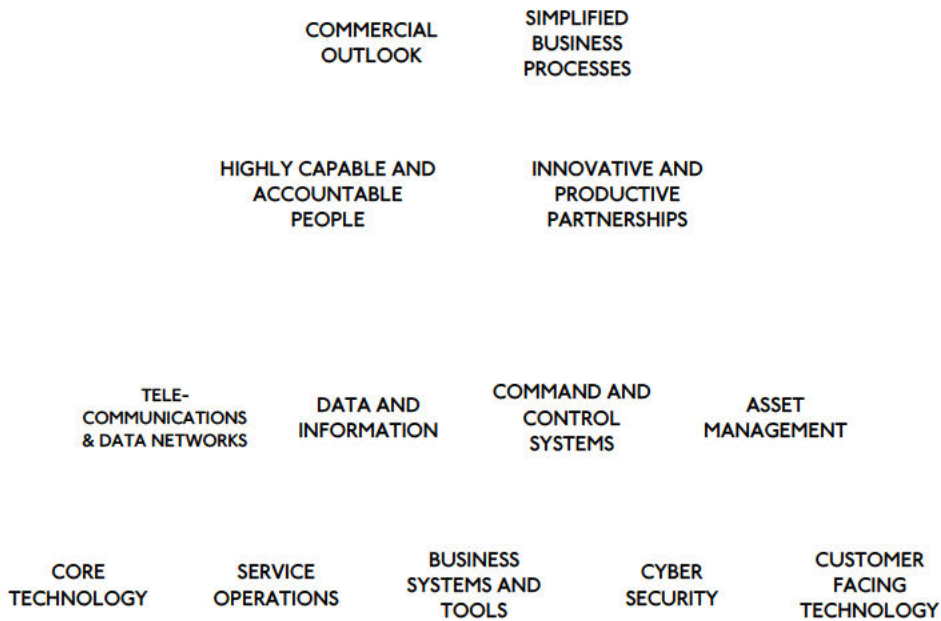 COMMERCIAL
OUTLOOK
SIMPLIFIED
BUSINESS
PROCESSES
HIGHLY CAPABLE AND
ACCOUNTABLE
PEOPLE
INNOVATIVE AND
PRODUCTIVE
PARTNERSHIPS
TELE-
COMMUNICATIONS
& DATA NETWORKS
DATA AND
INFORMATION
COMMAND AND
CONTROL
SYSTEMS
ASSET
MANAGEMENT
CORE
TECHNOLOGY
SERVICE
OPERATIONS
BUSINESS
SYSTEMS AND
TOOLS
CYBER
SECURITY
CUSTOMER
FACING
TECHNOLOGY